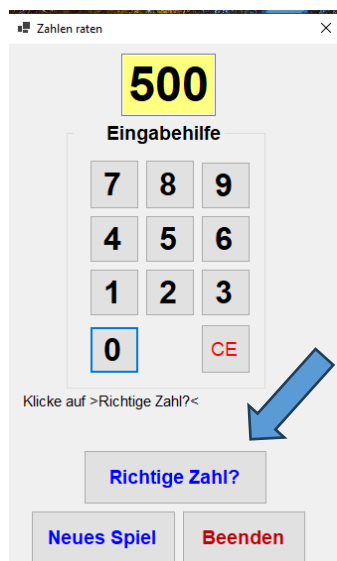 Zahlen raten
500
Eingabehilfe
7 8 9
4 5 6
1 2 3
0 CE
Klicke auf >Richtige Zahl?<
Richtige Zahl?
Neues Spiel Beenden